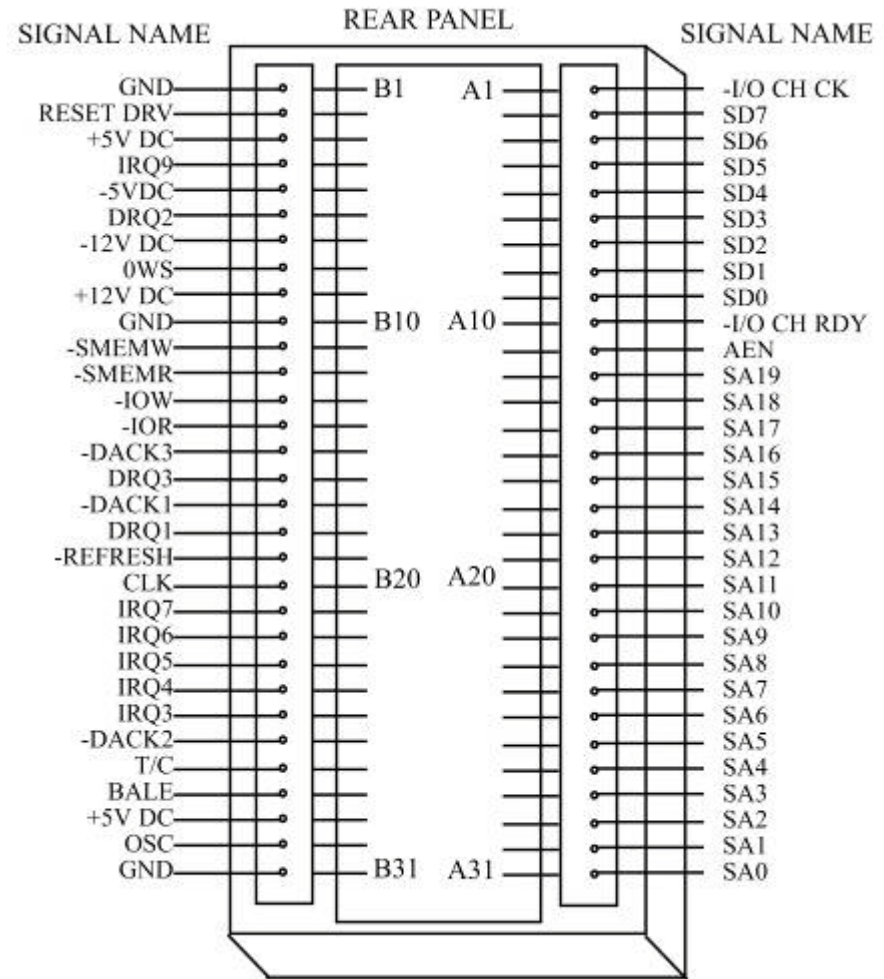 REAR PANEL
SIGNAL NAME SIGNAL NAME
GND B1 A1 -I/O CH CK
RESET DRV SD7
+5V DC SD6
IRQ9 SD5
-5VDC SD4
DRQ2 SD3
-12V DC SD2
0WS SD1
+12V DC SD0
GND B10 A10 -I/O CH RDY
-SMEMW AEN
-SMEMR SA19
-IOW SA18
-IOR SA17
-DACK3 SA16
DRQ3 SA15
-DACK1 SA14
DRQ1 SA13
-REFRESH SA12
CLK B20 A20 SA11
IRQ7 SA10
IRQ6 SA9
IRQ5 SA8
IRQ4 SA7
IRQ3 SA6
-DACK2 SA5
T/C SA4
BALE SA3
+5V DC SA2
OSC SA1
GND B31 A31 SA0